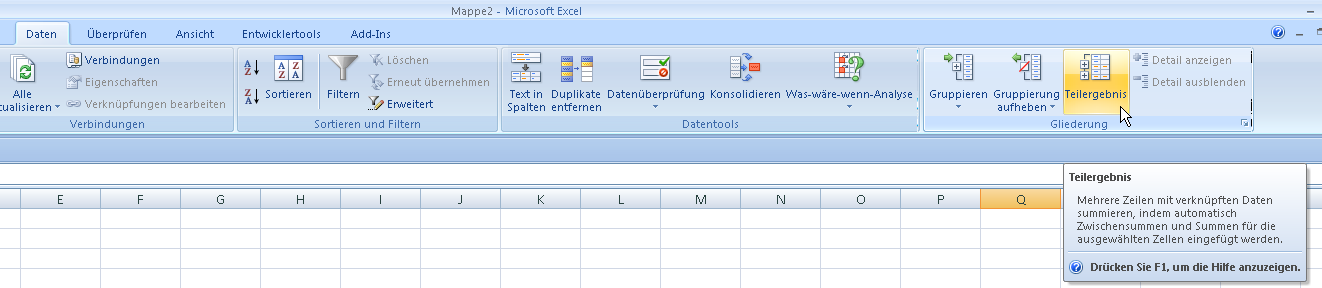 Mappe2 - Microsoft Excel
Daten Überprüfen Ansicht Entwicklertools Add-Ins
Alle
tualisieren
Verbindungen
Eigenschaften
Verknüpfungen bearbeiten
Verbindungen
A
Z
Z
A
A Z
Z A
Sortieren
Filtern
Löschen
Erneut übernehmen
Erweitert
Sortieren und Filtern
Text in
Spalten
Duplikate
entfernen
Datenüberprüfung
Konsolidieren
Was-wäre-wenn-Analyse
Datentools
Gruppieren
Gruppierung
aufheben
Teilergebnis
Detail anzeigen
Detail ausblenden
Gliederung
E F G H I J K L M N O P Q
Teilergebnis
Mehrere Zeilen mit verknüpften Daten
summieren, indem automatisch
Zwischensummen und Summen für die
ausgewählten Zellen eingefügt werden.
Drücken Sie F1, um die Hilfe anzuzeigen.